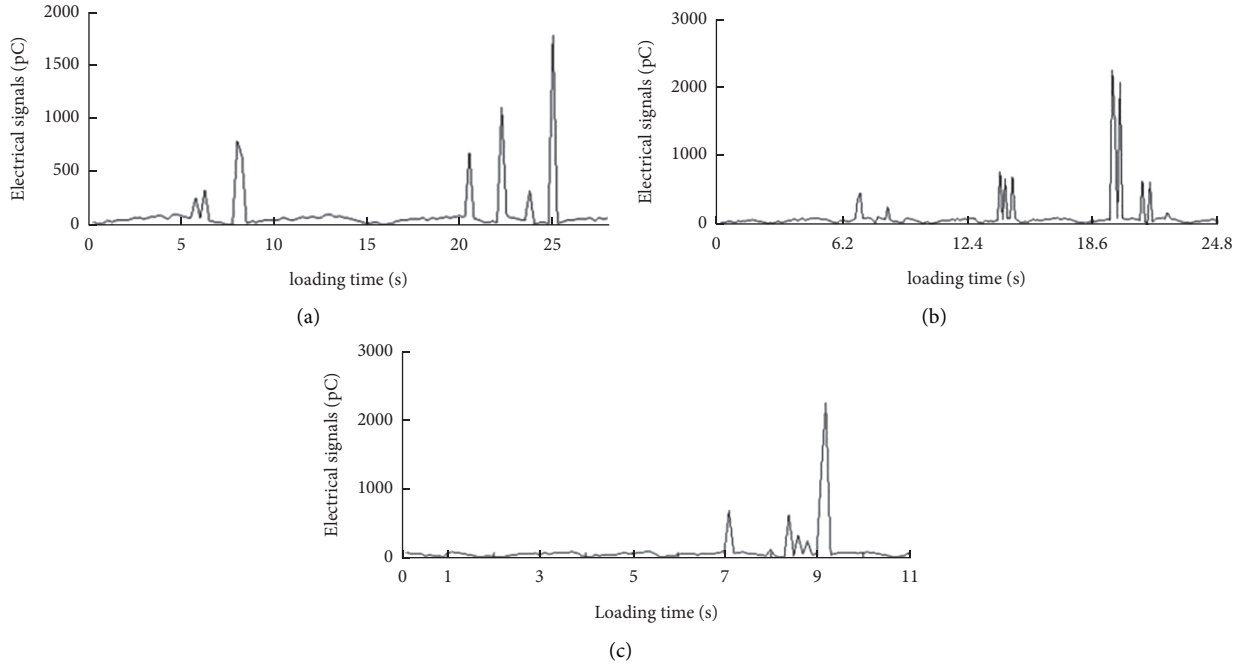 2000
1500
1000
500
0
Electrical signals (pC)
0 5 10 15 20 25
loading time (s)
(a)
3000
2000
1000
0
Electrical signals (pC)
0 6.2 12.4 18.6 24.8
loading time (s)
(b)
3000
2000
1000
0
Electrical signals (pC)
0 1 3 5 7 9 11
Loading time (s)
(c)